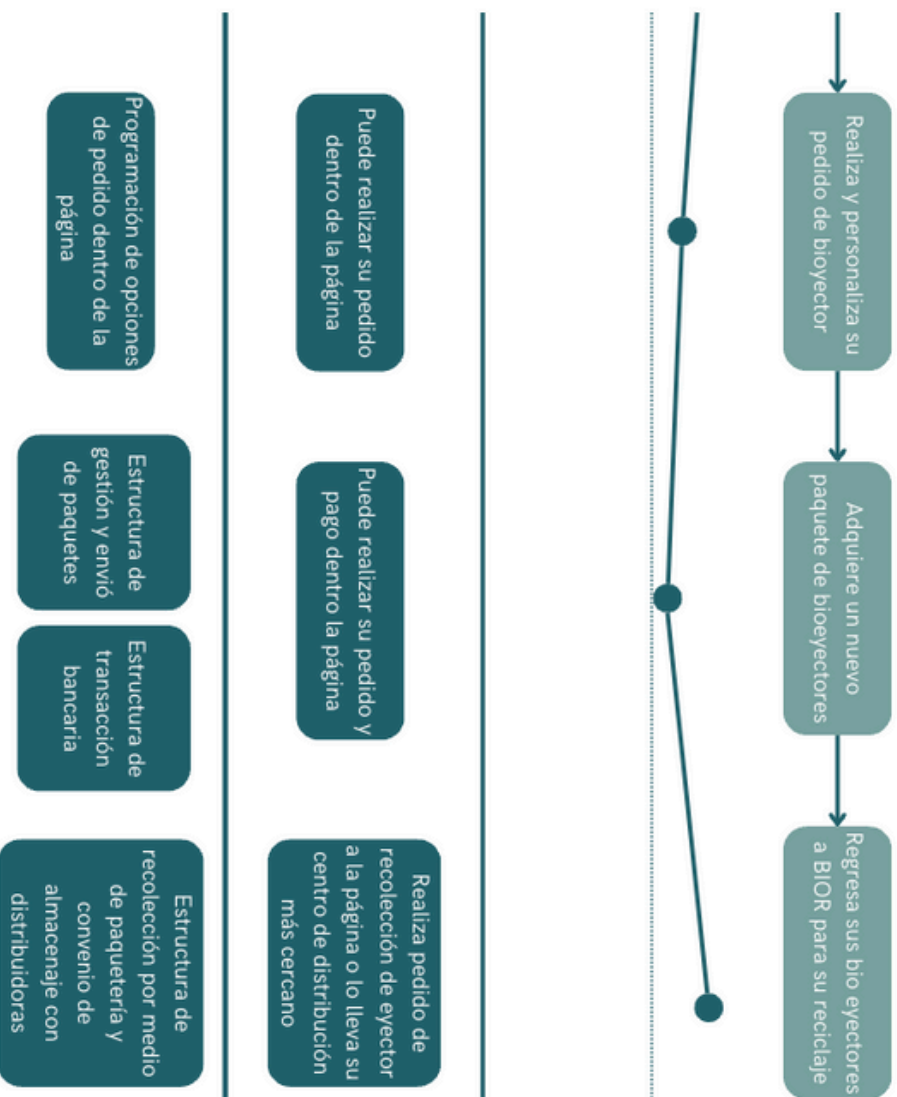 Realiza y personaliza su
pedido de bioyector
Adquiere un nuevo
paquete de bioeyectores
Regresa sus bio eyectores
a BIOR para su reciclaje
Puede realizar su pedido
dentro de la página
Puede realizar su pedido y
pago dentro la página
Realiza pedido de
recolección de eyector
a la página o lo lleva su
centro de distribución
más cercano
Programación de opciones
de pedido dentro de la
página
Estructura de
gestión y envió
de paquetes
Estructura de
transacción
bancaria
Estructura de
recolección por medio
de paquetería y
convenio de
almacenaje con
distribuidoras